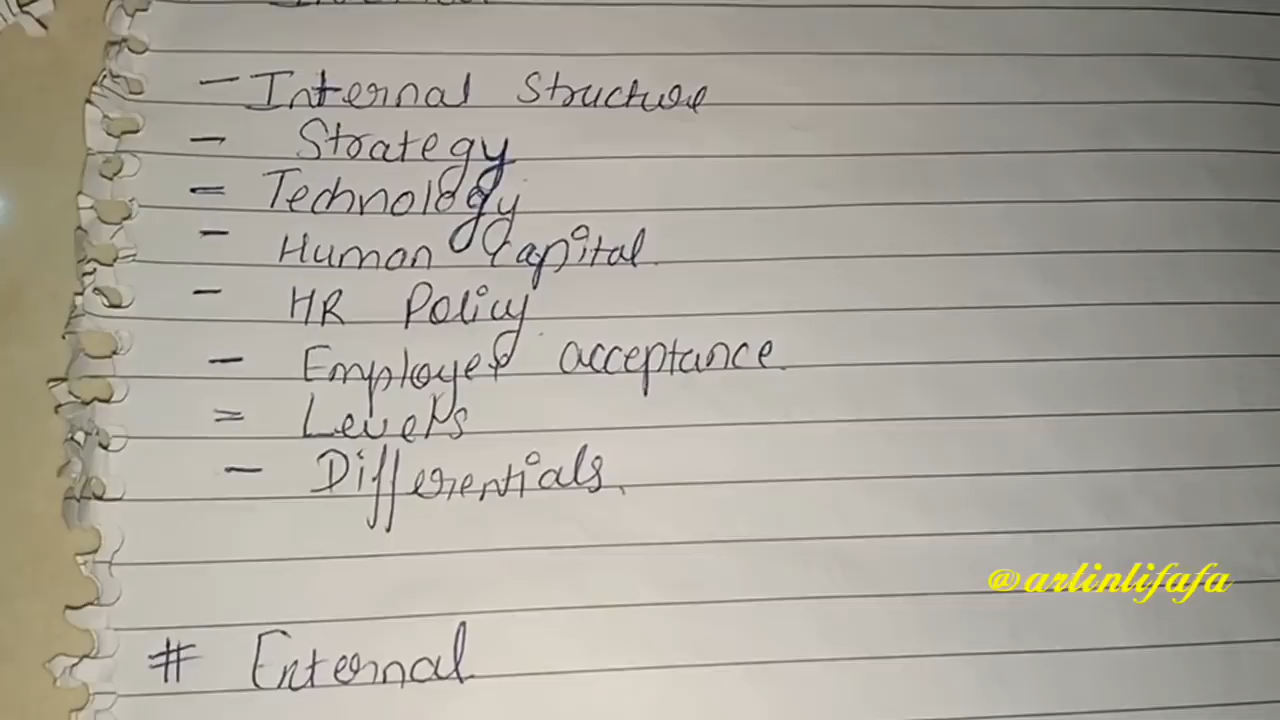 - Internal Structure
- Strategy
= Technology
- Human Capital
- HR Policy
- Employee acceptance
= Levels
- Differentials
@artinlifafa
# External